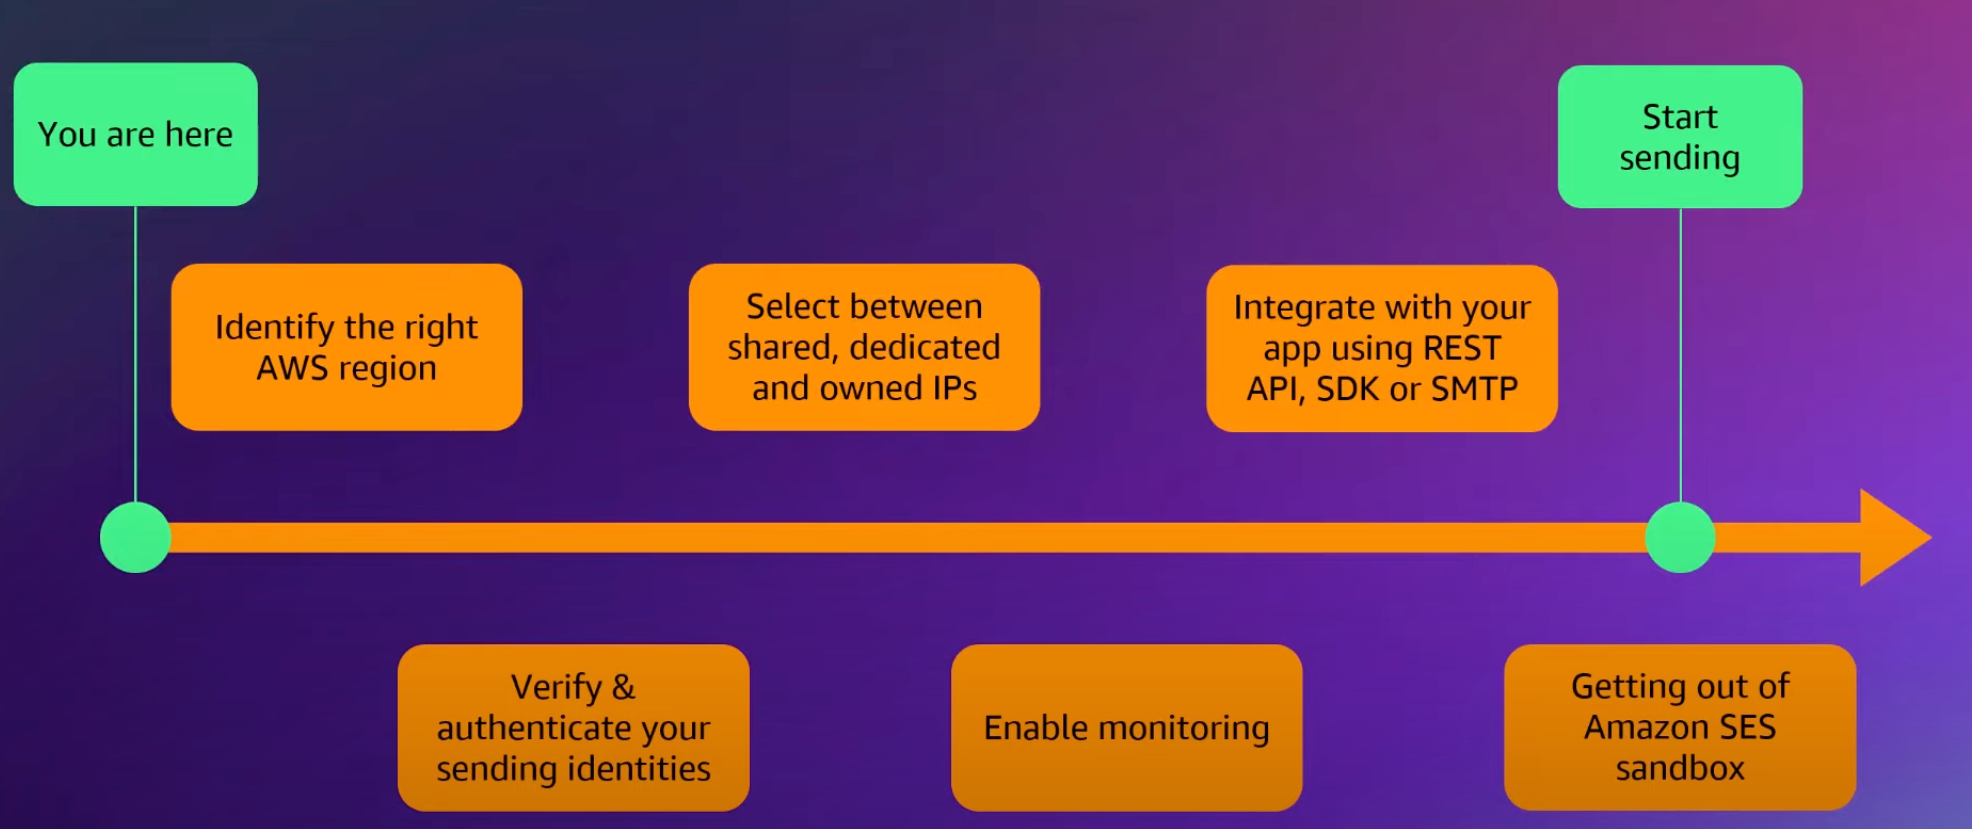 You are here
Start
sending
Identify the right
AWS region
Select between
shared, dedicated
and owned IPs
Integrate with your
app using REST
API, SDK or SMTP
Verify &
authenticate your
sending identities
Enable monitoring
Getting out of
Amazon SES
sandbox